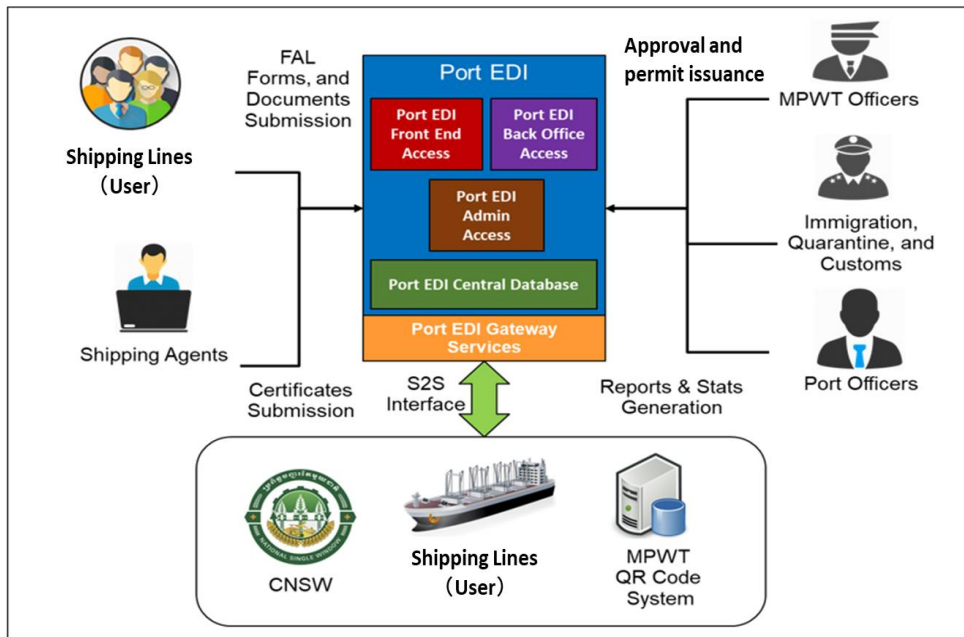 Shipping Lines
（User）
Shipping Agents
FAL
Forms, and
Documents
Submission
Certificates
Submission
Port EDI
Port EDI
Front End
Access
Port EDI
Back Office
Access
Port EDI
Admin
Access
Port EDI Central Database
Port EDI Gateway
Services
S2S
Interface
Approval and
permit issuance
Reports & Stats
Generation
MPWT Officers
Immigration,
Quarantine, and
Customs
Port Officers
NATIONAL SINGLE WINDOW
CNSW
Shipping Lines
（User）
MPWT
QR Code
System